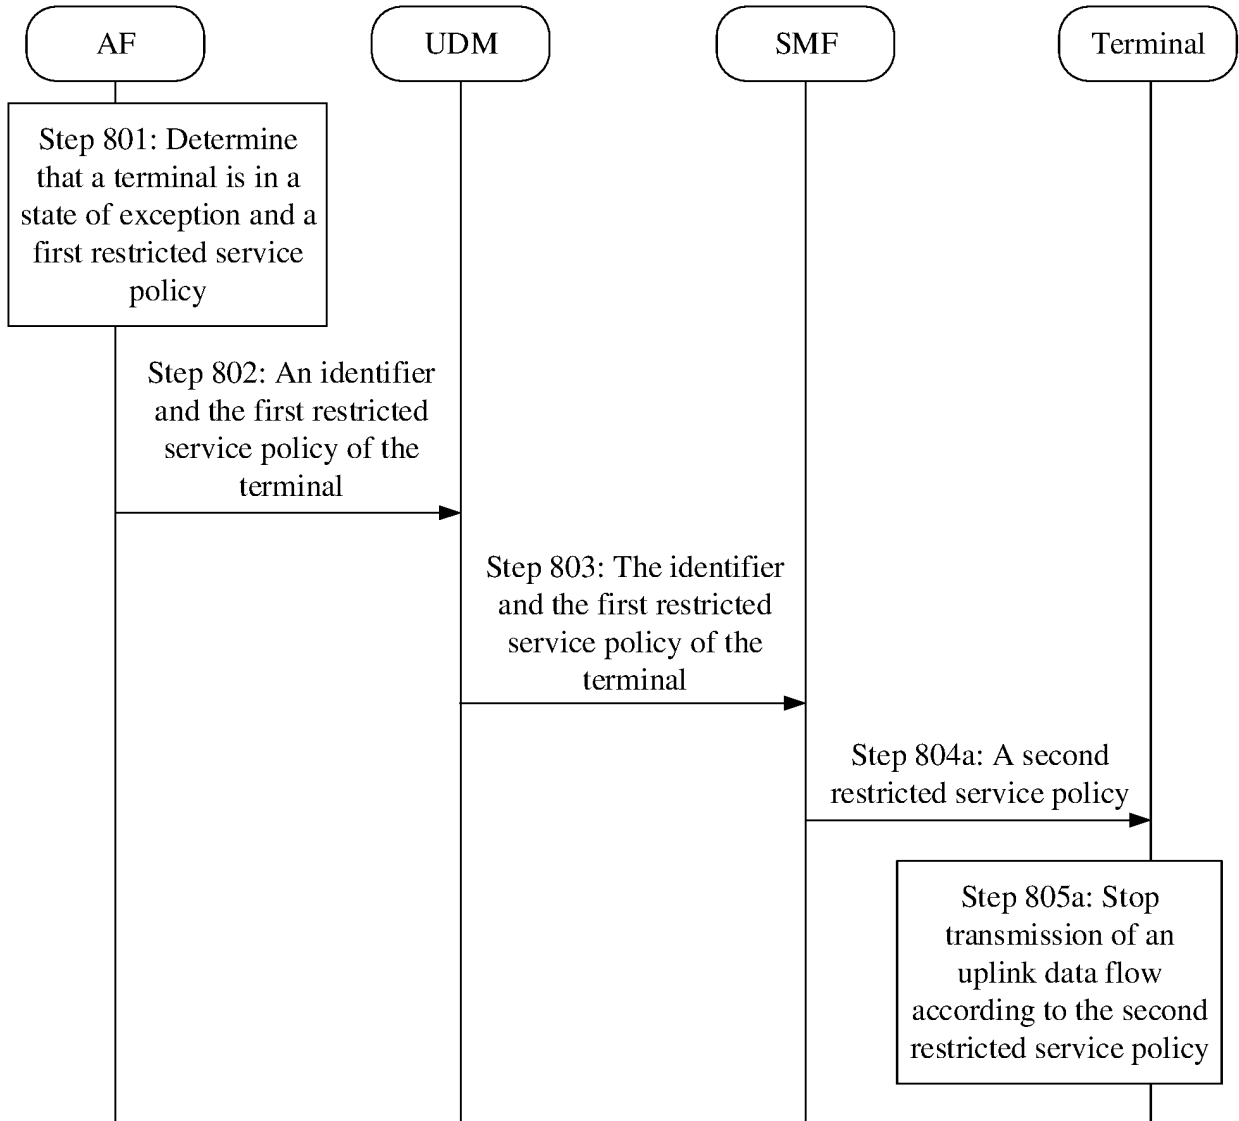 AF
UDM
SMF
Terminal
Step 801: Determine
that a terminal is in a
state of exception and a
first restricted service
policy
Step 802: An identifier
and the first restricted
service policy of the
terminal
Step 803: The identifier
and the first restricted
service policy of the
terminal
Step 804a: A second
restricted service policy
Step 805a: Stop
transmission of an
uplink data flow
according to the second
restricted service policy